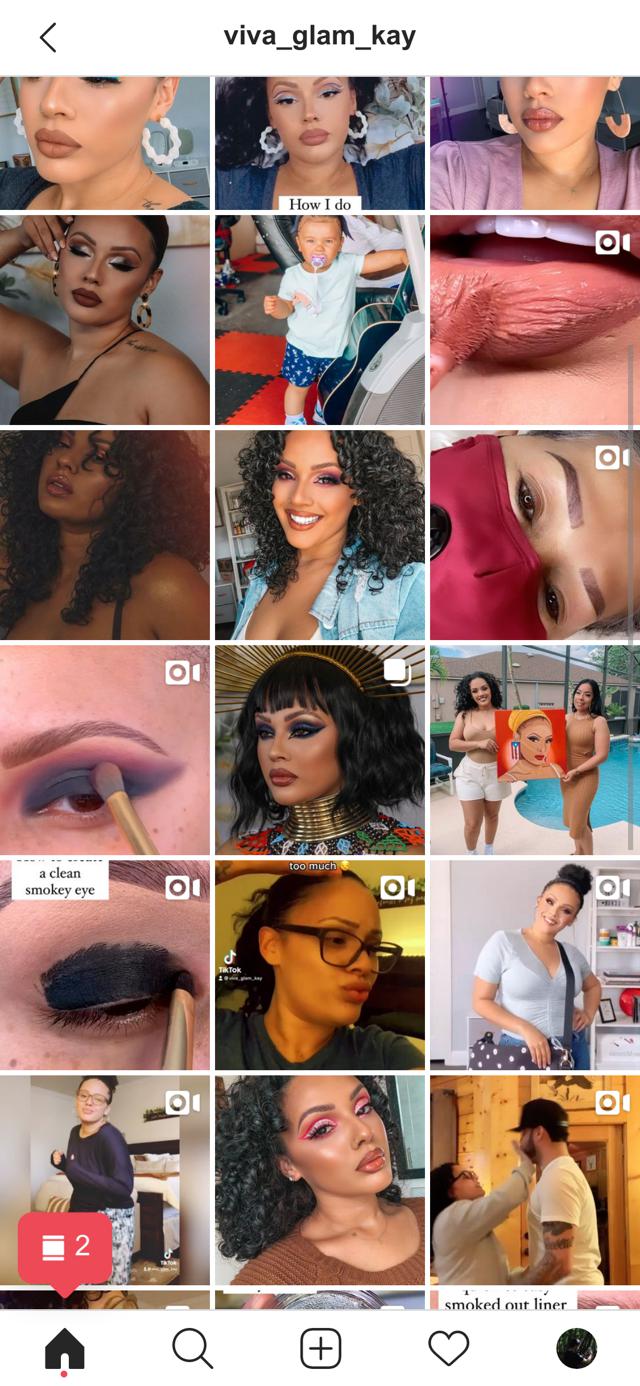 viva_glam_kay
How I do
a clean
smokey eye
too much 😂
TikTok
@viva_glam_kay
TikTok
2
smoked out liner